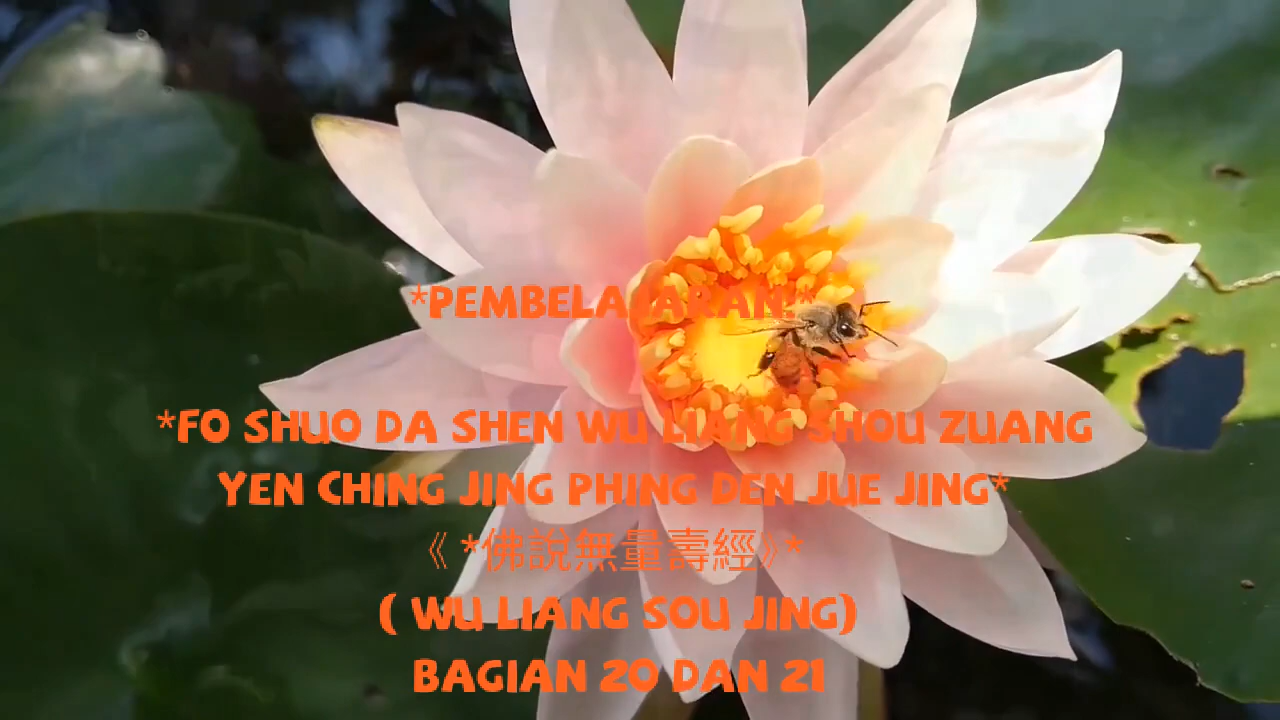 *PEMBELAJARAN:*
*FO SHUO DA SHEN WU LIANG SHOU ZUANG
YEN CHING JING PHING DEN JUE JING*
《 *佛說無量壽經》*
( WU LIANG SOU JING)
BAGIAN 20 DAN 21